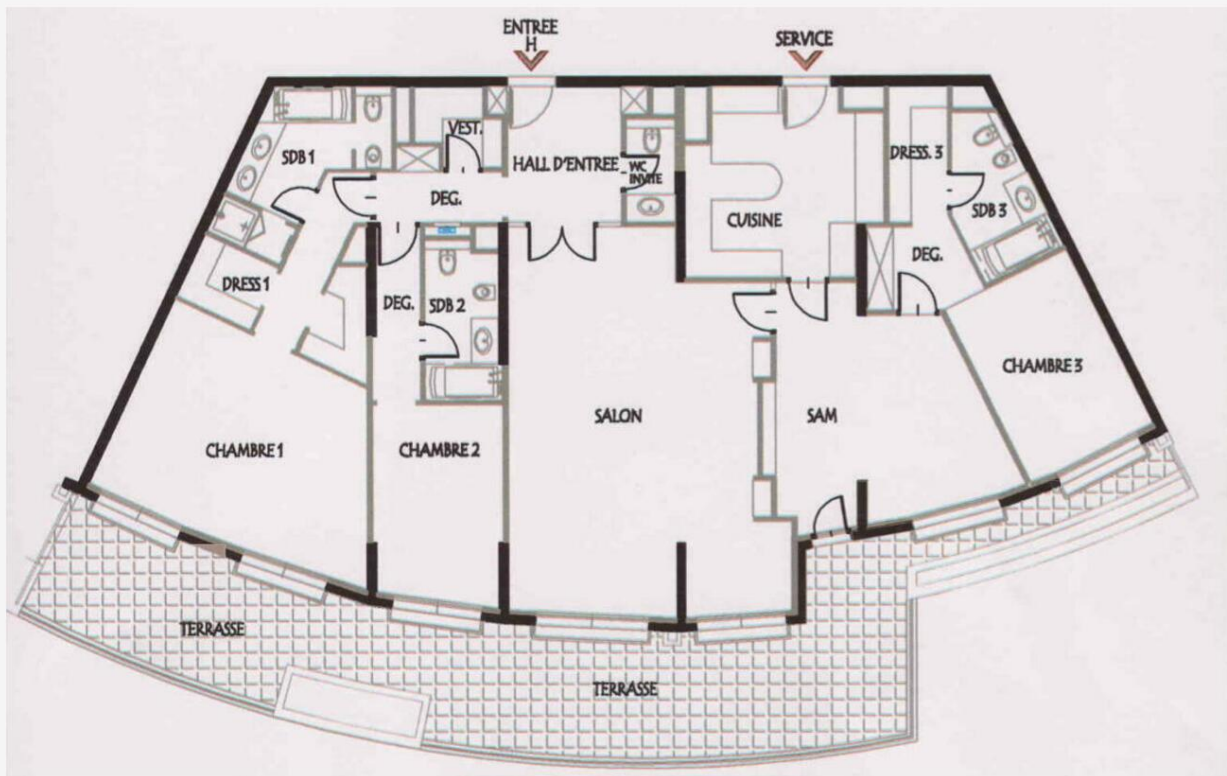 ENTREE
H
SERVICE
SDB 1
VEST.
HALL D'ENTREE
WC
INVITE
DRESS. 3
DEG.
CUISINE
SDB 3
DRESS 1
DEG.
SDB 2
DEG.
CHAMBRE 3
CHAMBRE 1
CHAMBRE 2
SALON
SAM
TERRASSE
TERRASSE